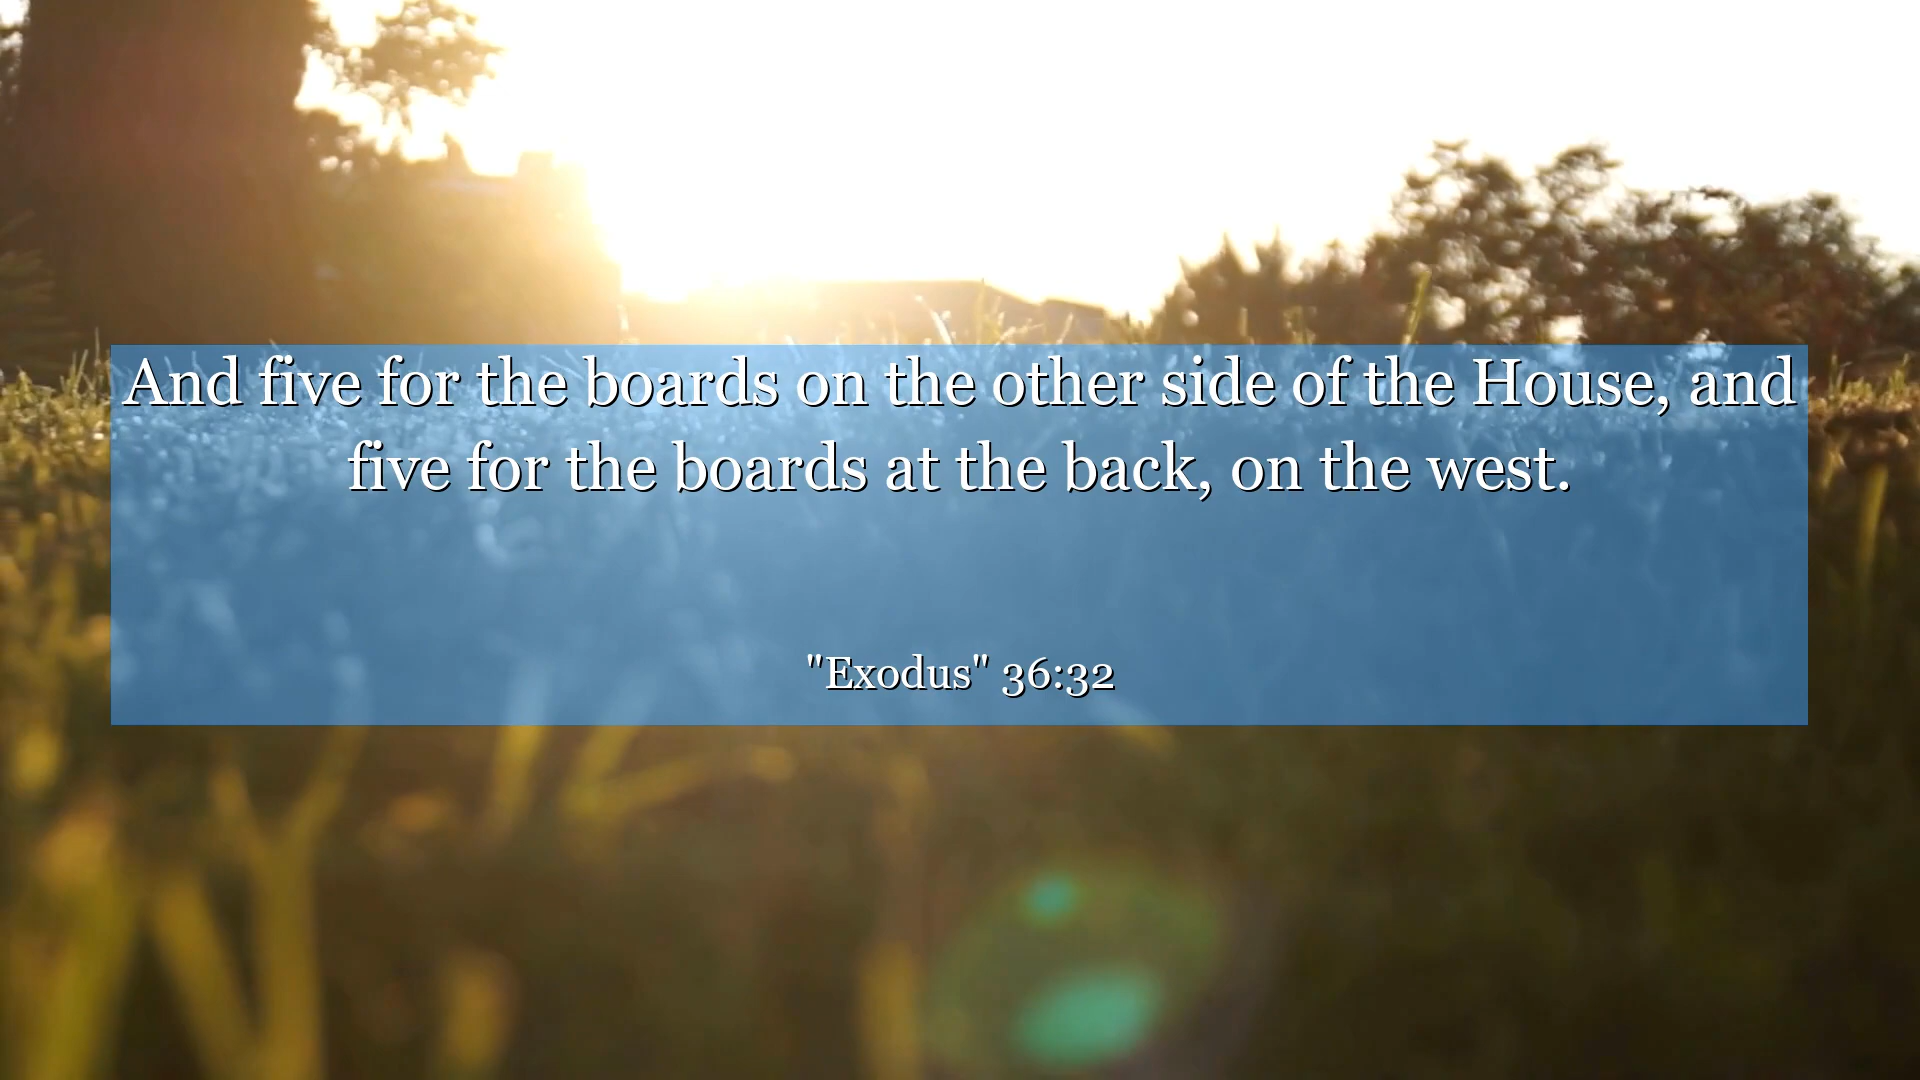 And five for the boards on the other side of the House, and
five for the boards at the back, on the west.
"Exodus" 36:32